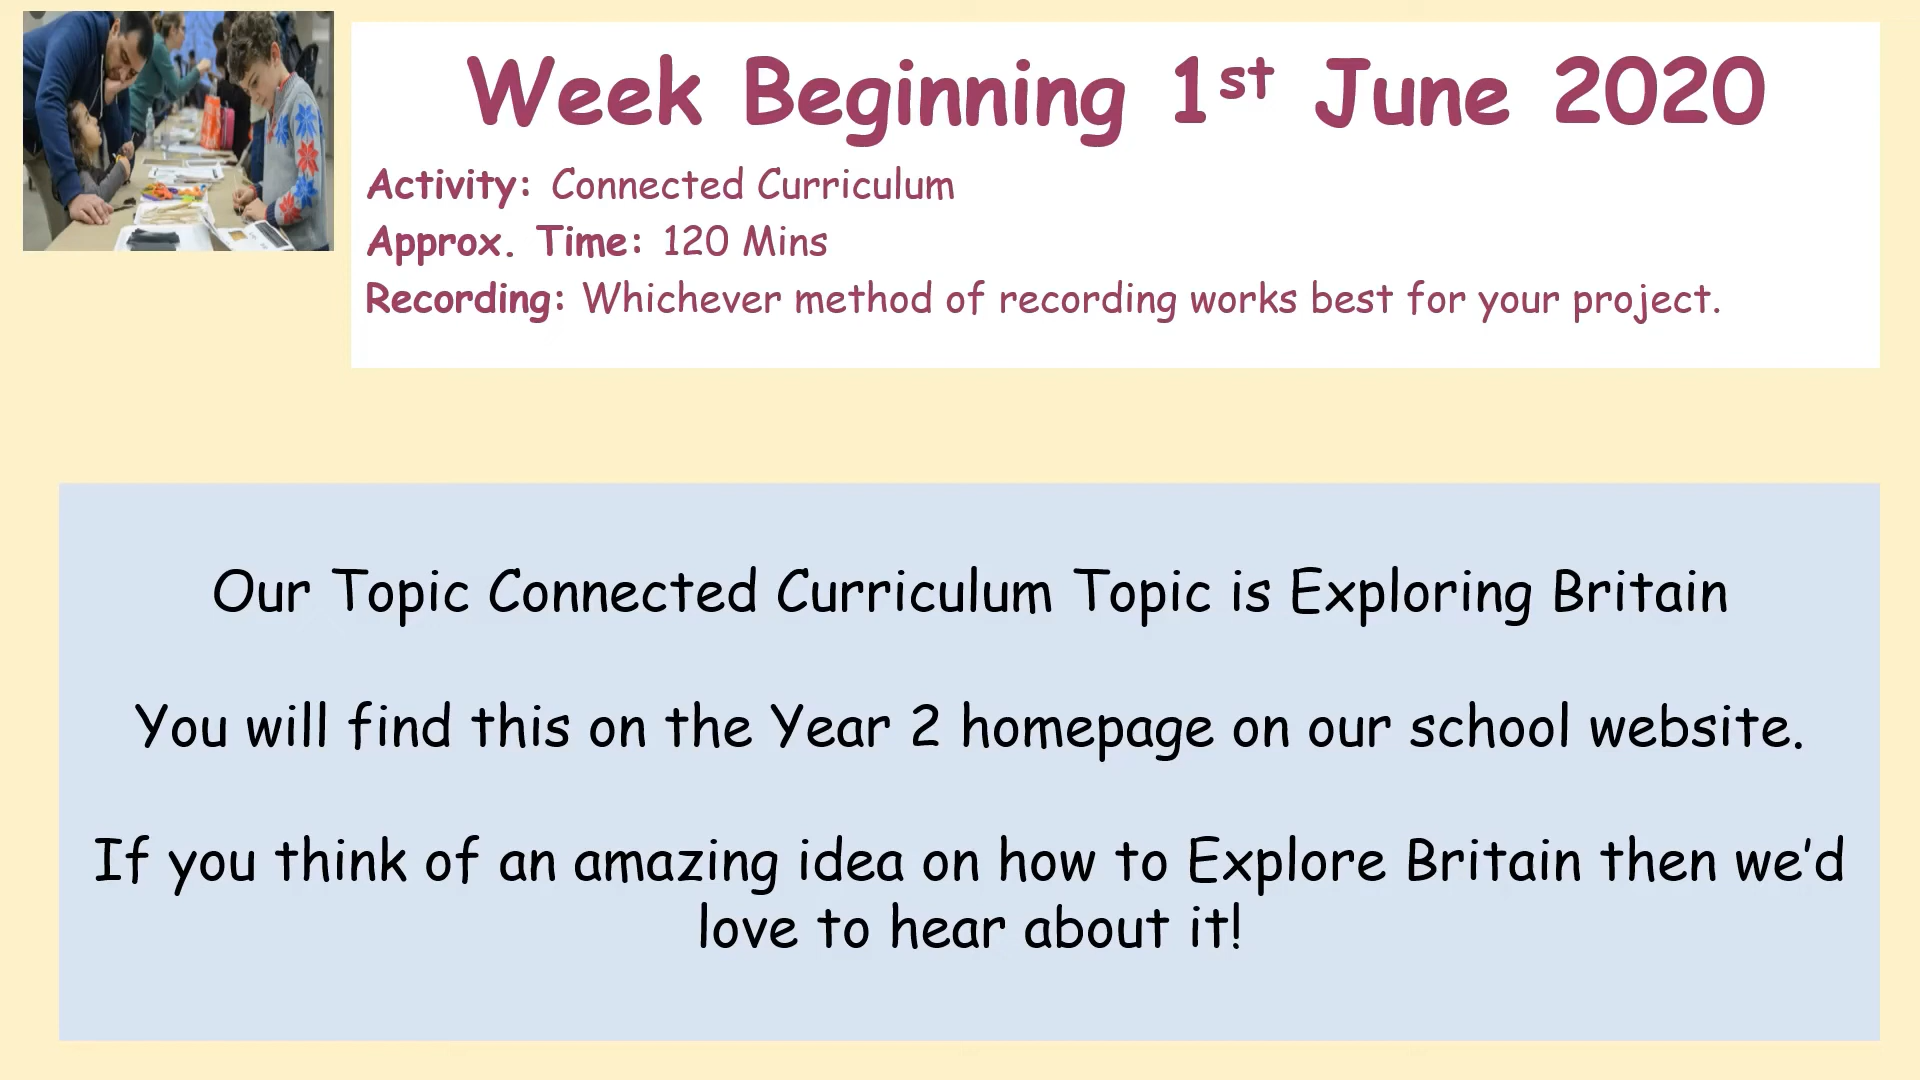 Week Beginning 1st June 2020
Activity: Connected Curriculum
Approx. Time: 120 Mins
Recording: Whichever method of recording works best for your project.
Our Topic Connected Curriculum Topic is Exploring Britain
You will find this on the Year 2 homepage on our school website.
If you think of an amazing idea on how to Explore Britain then we'd
love to hear about it!